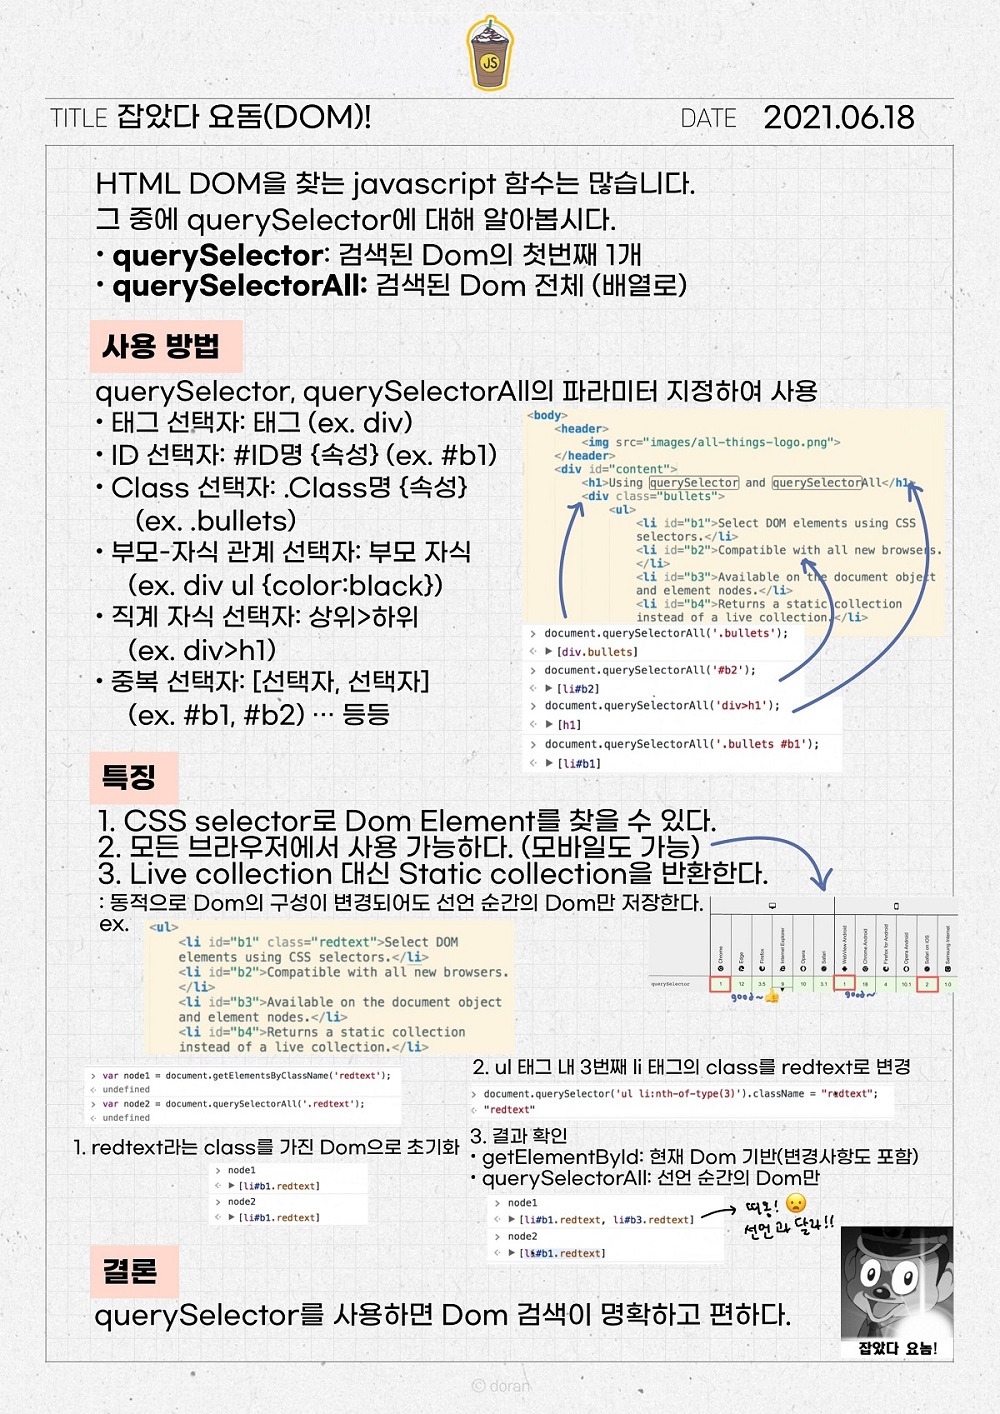 JS
TITLE 잡았다 요돔(DOM)!
DATE 2021.06.18
HTML DOM을 찾는 javascript 함수는 많습니다.
그 중에 querySelector에 대해 알아봅시다.
• querySelector: 검색된 Dom의 첫번째 1개
• querySelectorAll: 검색된 Dom 전체 (배열로)
사용 방법
querySelector, querySelectorAll의 파라미터 지정하여 사용
• 태그 선택자: 태그 (ex. div)
• ID 선택자: #ID명 {속성} (ex. #b1)
• Class 선택자: .Class명 {속성}
(ex. .bullets)
• 부모-자식 관계 선택자: 부모 자식
(ex. div ul {color:black})
• 직계 자식 선택자: 상위>하위
(ex. div>h1)
• 중복 선택자: [선택자, 선택자]
(ex. #b1, #b2) ··· 등등
<body>
<header>
<img src="images/all-things-logo.png">
</header>
<div id="content">
<h1>Using querySelector and querySelectorAll</h1>
<div class="bullets">
<ul>
<li id="b1">Select DOM elements using CSS
selectors.</li>
<li id="b2">Compatible with all new browsers.
</li>
<li id="b3">Available on the document object
and element nodes.</li>
<li id="b4">Returns a static collection
instead of a live collection.</li>
> document.querySelectorAll('.bullets');
<· ▶ [div.bullets]
> document.querySelectorAll('#b2');
<· ▶ [li#b2]
> document.querySelectorAll('div>h1');
<· ▶ [h1]
> document.querySelectorAll('.bullets #b1');
<· ▶ [li#b1]
특징
1. CSS selector로 Dom Element를 찾을 수 있다.
2. 모든 브라우저에서 사용 가능하다. (모바일도 가능)
3. Live collection 대신 Static collection을 반환한다.
: 동적으로 Dom의 구성이 변경되어도 선언 순간의 Dom만 저장한다.
ex.
<ul>
<li id="b1" class="redtext">Select DOM
elements using CSS selectors.</li>
<li id="b2">Compatible with all new browsers.
</li>
<li id="b3">Available on the document object
and element nodes.</li>
<li id="b4">Returns a static collection
instead of a live collection.</li>
Chrome
Edge
Firefox
Internet Explorer
Opera
Safari
WebView Android
Chrome Android
Firefox for Android
Opera Android
Safari on iOS
Samsung Internet
querySelector 1 12 3.5 10 3.1 1 18 4 10.1 2 1.0
good~
good~
> var node1 = document.getElementsByClassName('redtext');
<· undefined
> var node2 = document.querySelectorAll('.redtext');
<· undefined
1. redtext라는 class를 가진 Dom으로 초기화
> node1
<· ▶ [li#b1.redtext]
> node2
<· ▶ [li#b1.redtext]
2. ul 태그 내 3번째 li 태그의 class를 redtext로 변경
> document.querySelector('ul li:nth-of-type(3)').className = "redtext";
<· "redtext"
3. 결과 확인
• getElementById: 현재 Dom 기반(변경사항도 포함)
• querySelectorAll: 선언 순간의 Dom만
> node1
<· ▶ [li#b1.redtext, li#b3.redtext]
> node2
<· ▶ [li#b1.redtext]
띠용!
선언과 달라!!
결론
querySelector를 사용하면 Dom 검색이 명확하고 편하다.
잡았다 요놈!
© doran